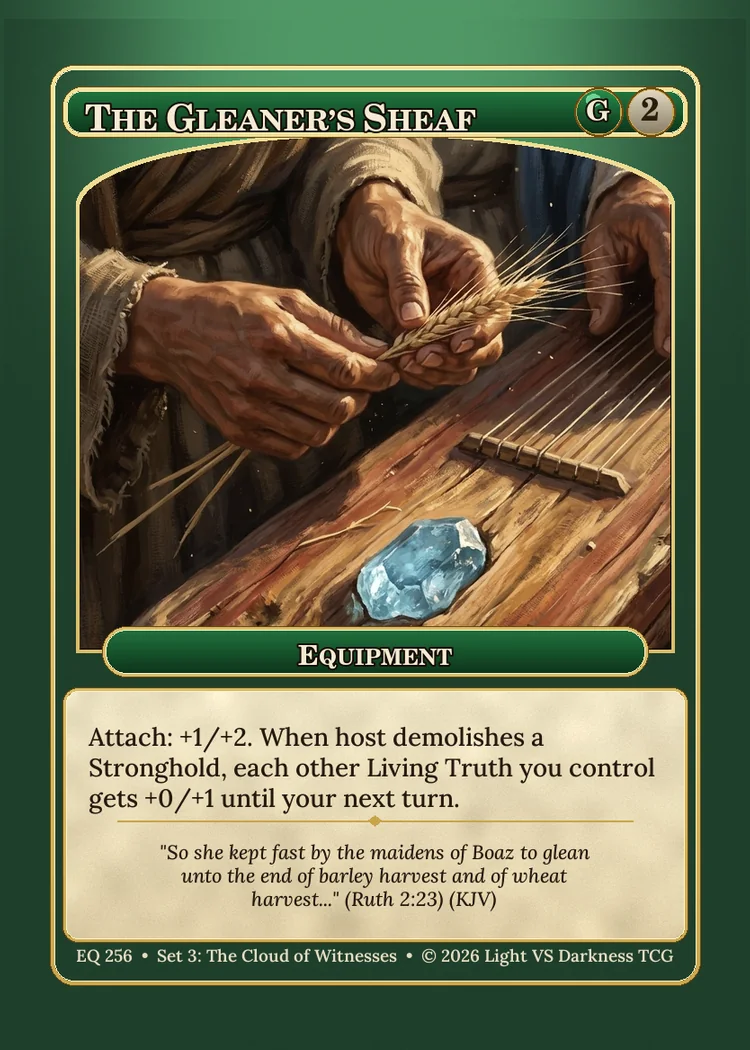 The Gleaner's Sheaf G 2
Equipment
Attach: +1/+2. When host demolishes a
Stronghold, each other Living Truth you control
gets +0/+1 until your next turn.
"So she kept fast by the maidens of Boaz to glean
unto the end of barley harvest and of wheat
harvest..." (Ruth 2:23) (KJV)
EQ 256 • Set 3: The Cloud of Witnesses • © 2026 Light VS Darkness TCG